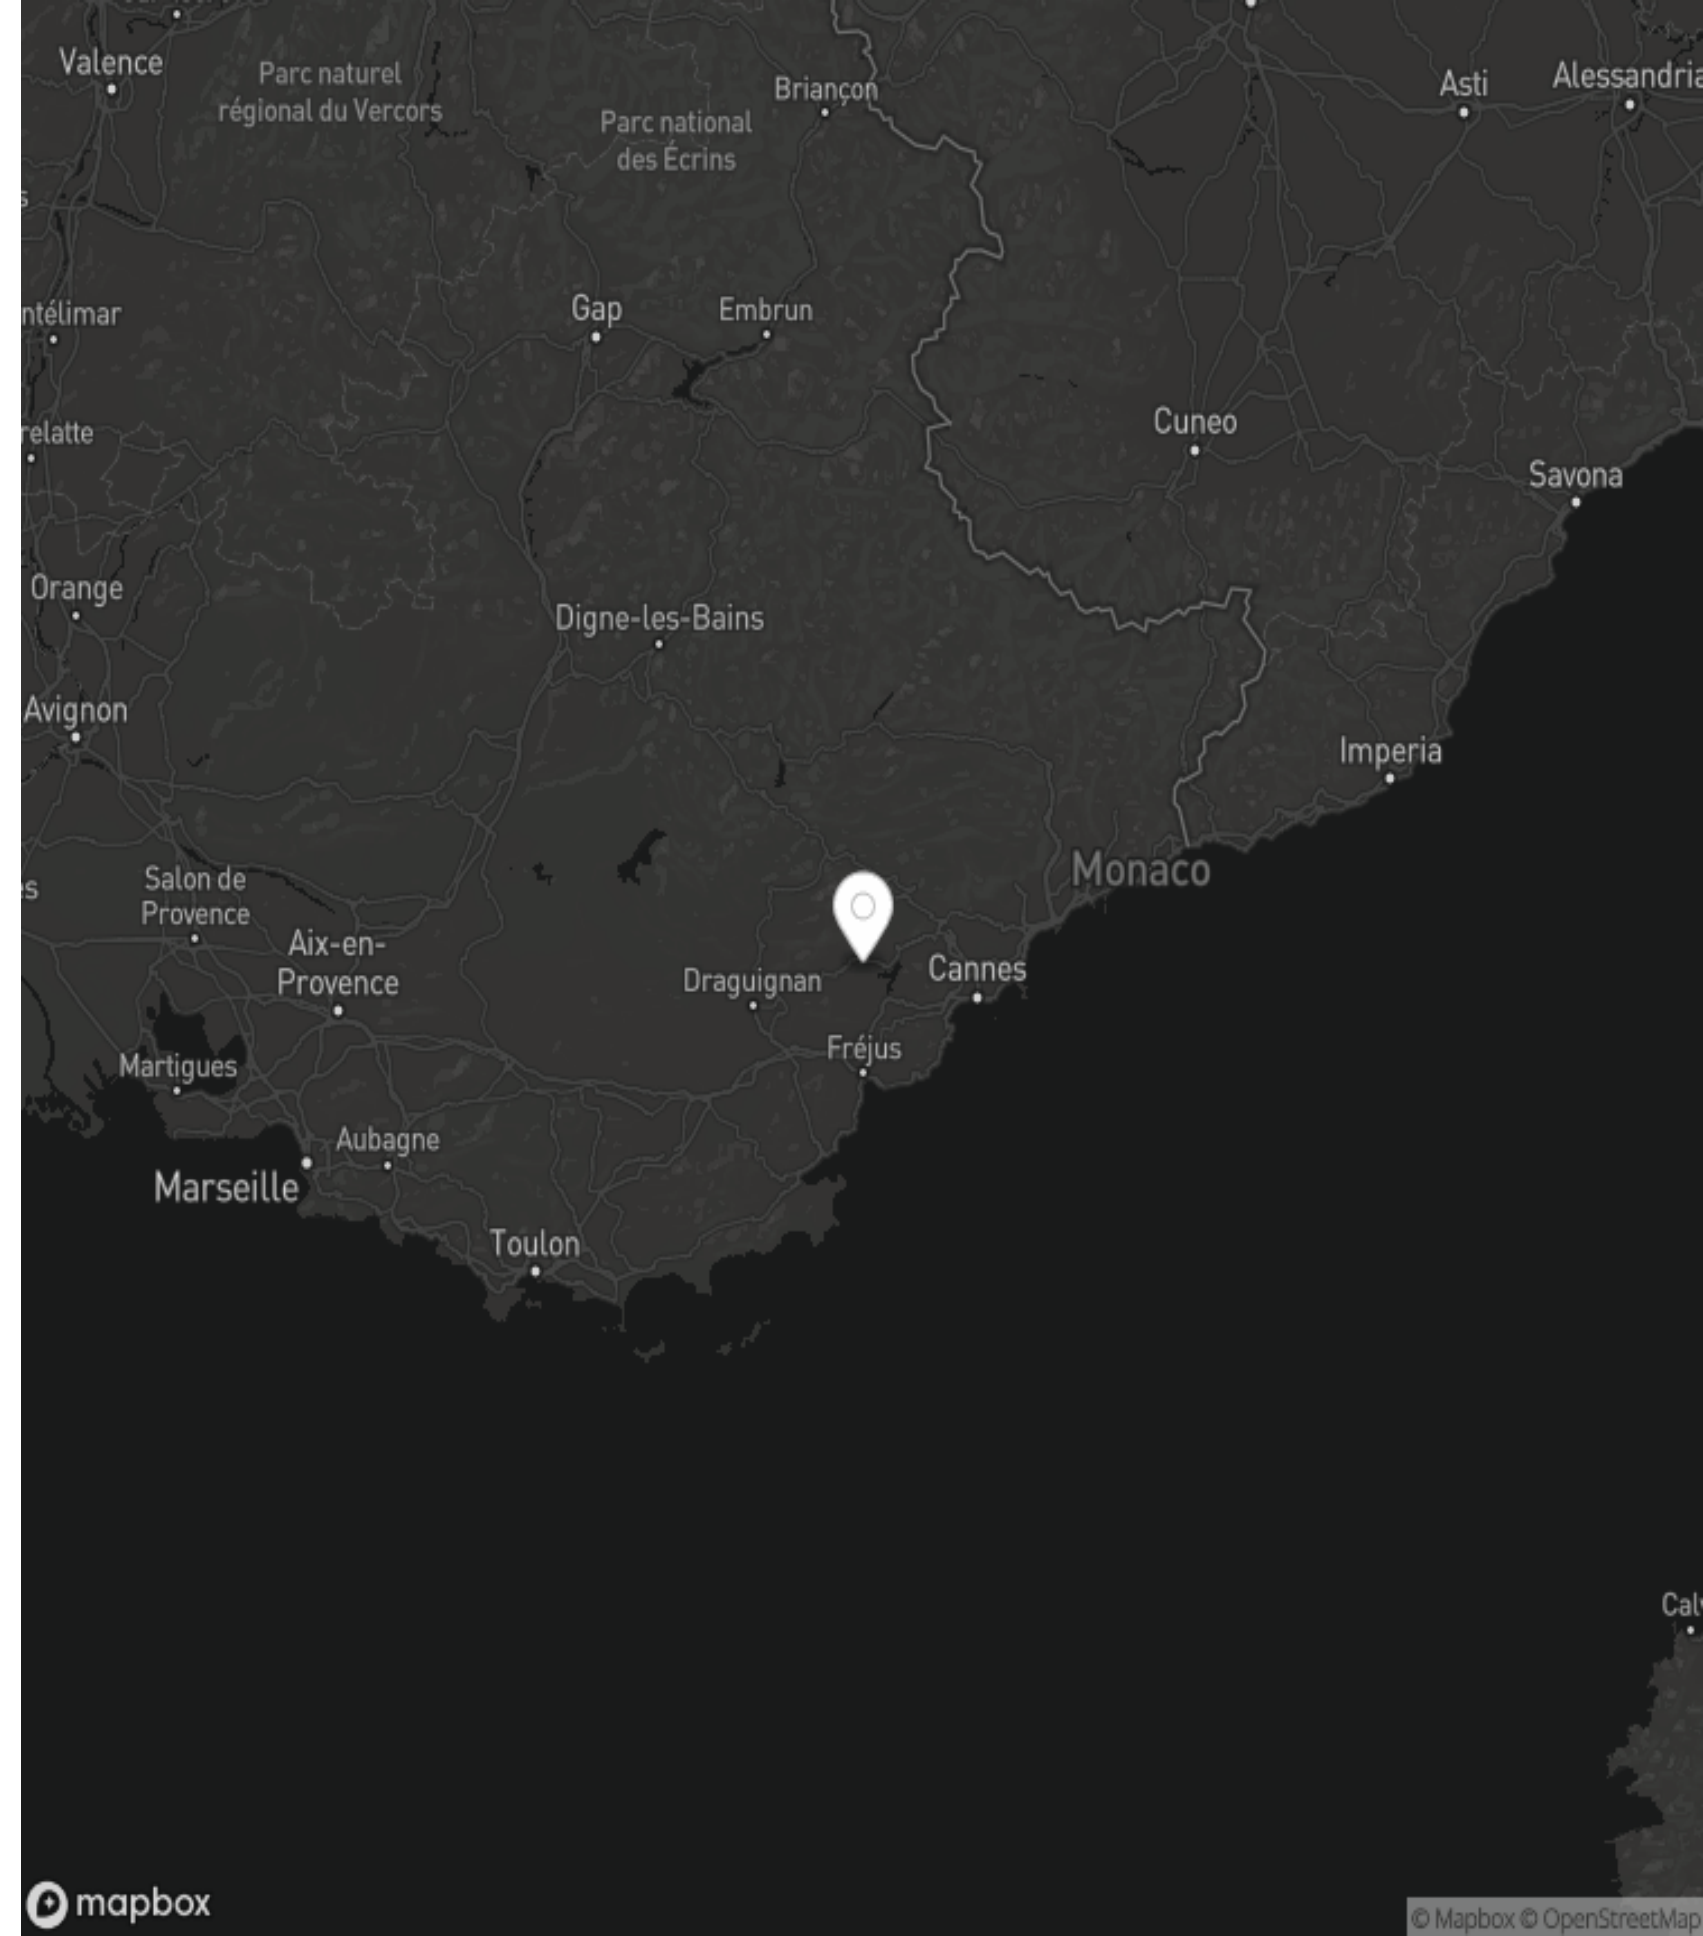 Valence
Parc naturel
régional du Vercors
Briançon
Parc national
des Écrins
Asti
Alessandria
s
ntélimar
Gap
Embrun
relatte
Cuneo
Savona
Orange
Digne-les-Bains
Avignon
Imperia
Monaco
es
Salon de
Provence
Aix-en-
Provence
Draguignan
Cannes
Fréjus
Martigues
Aubagne
Marseille
Toulon
Calv
mapbox
© Mapbox © OpenStreetMap